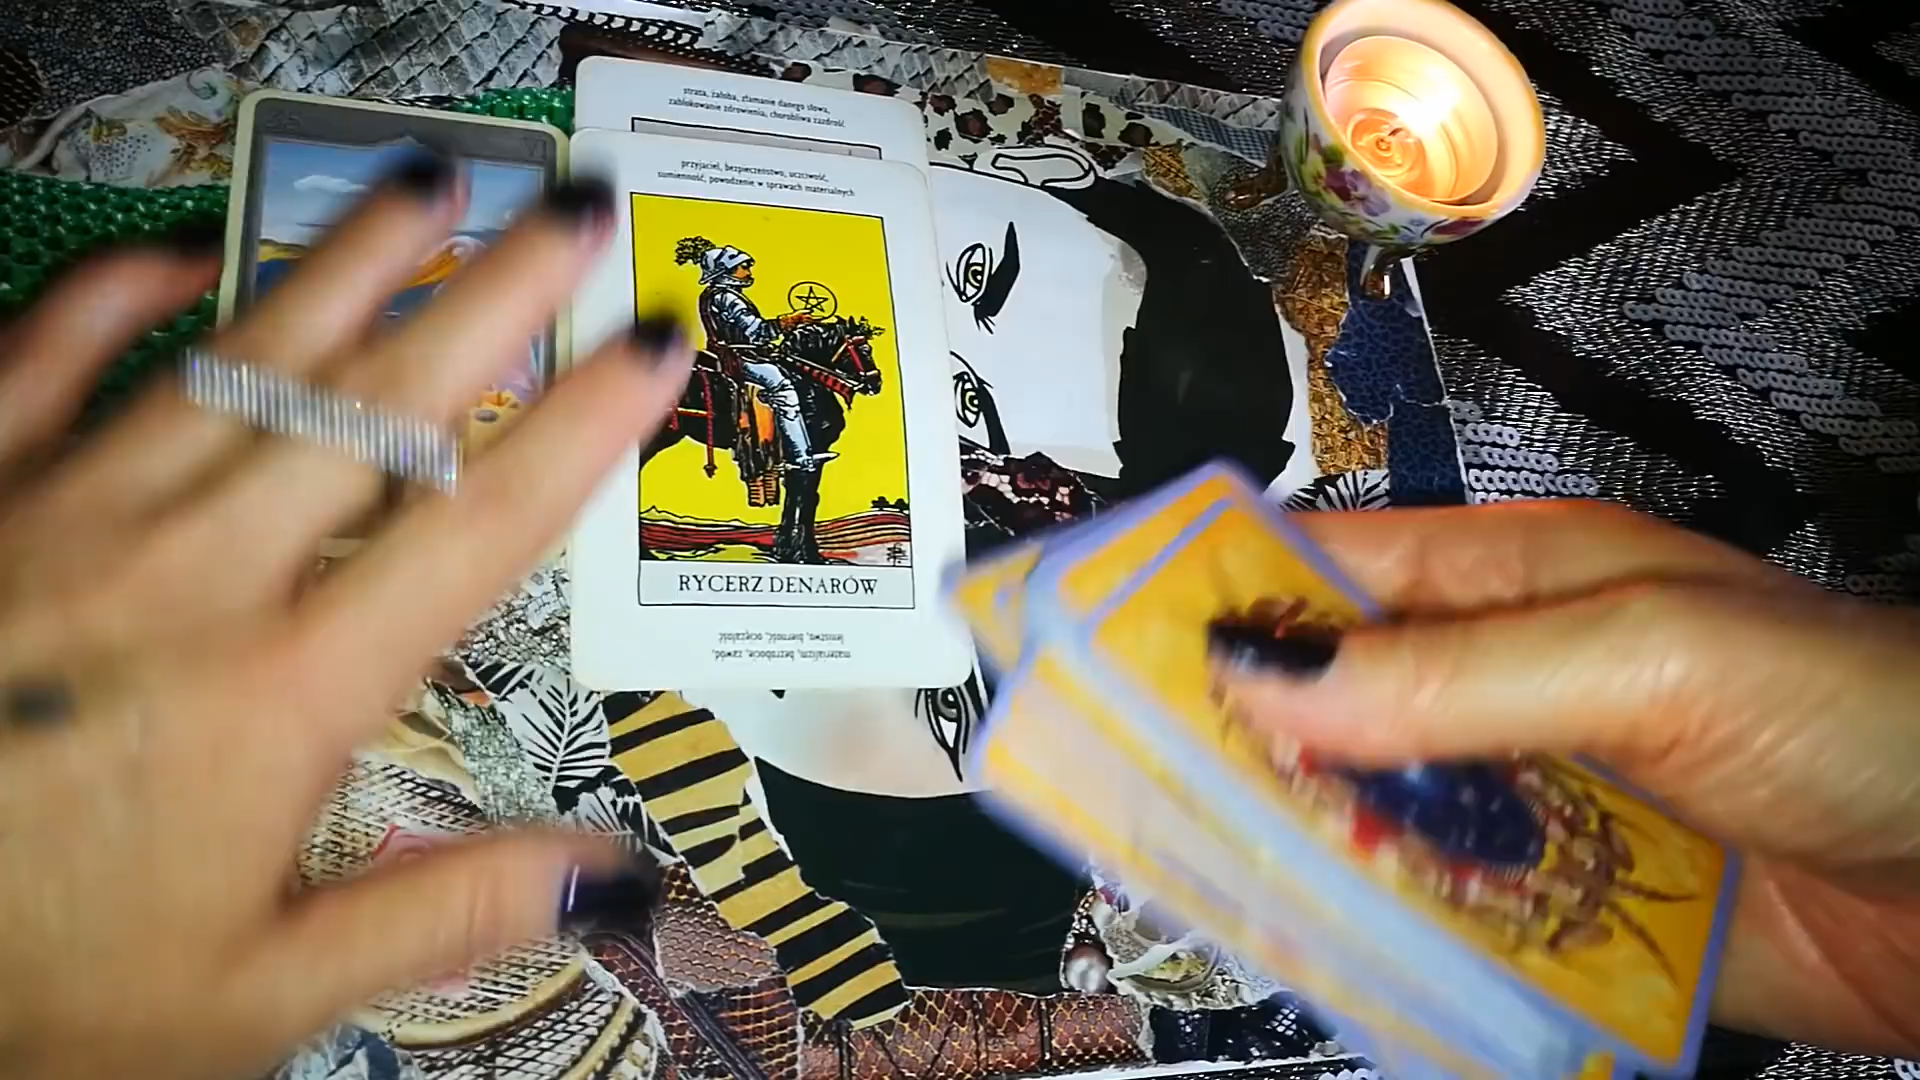 strata, żałoba, złamanie danego słowa,
zablokowanie zdrowienia, chorobliwa zazdrość
przyjaciel, bezpieczeństwo, uczciwość,
sumienność, powodzenie w sprawach materialnych
RYCERZ DENARÓW
materializm, bezrobocie, zawód,
lenistwo, bierność, ociężałość